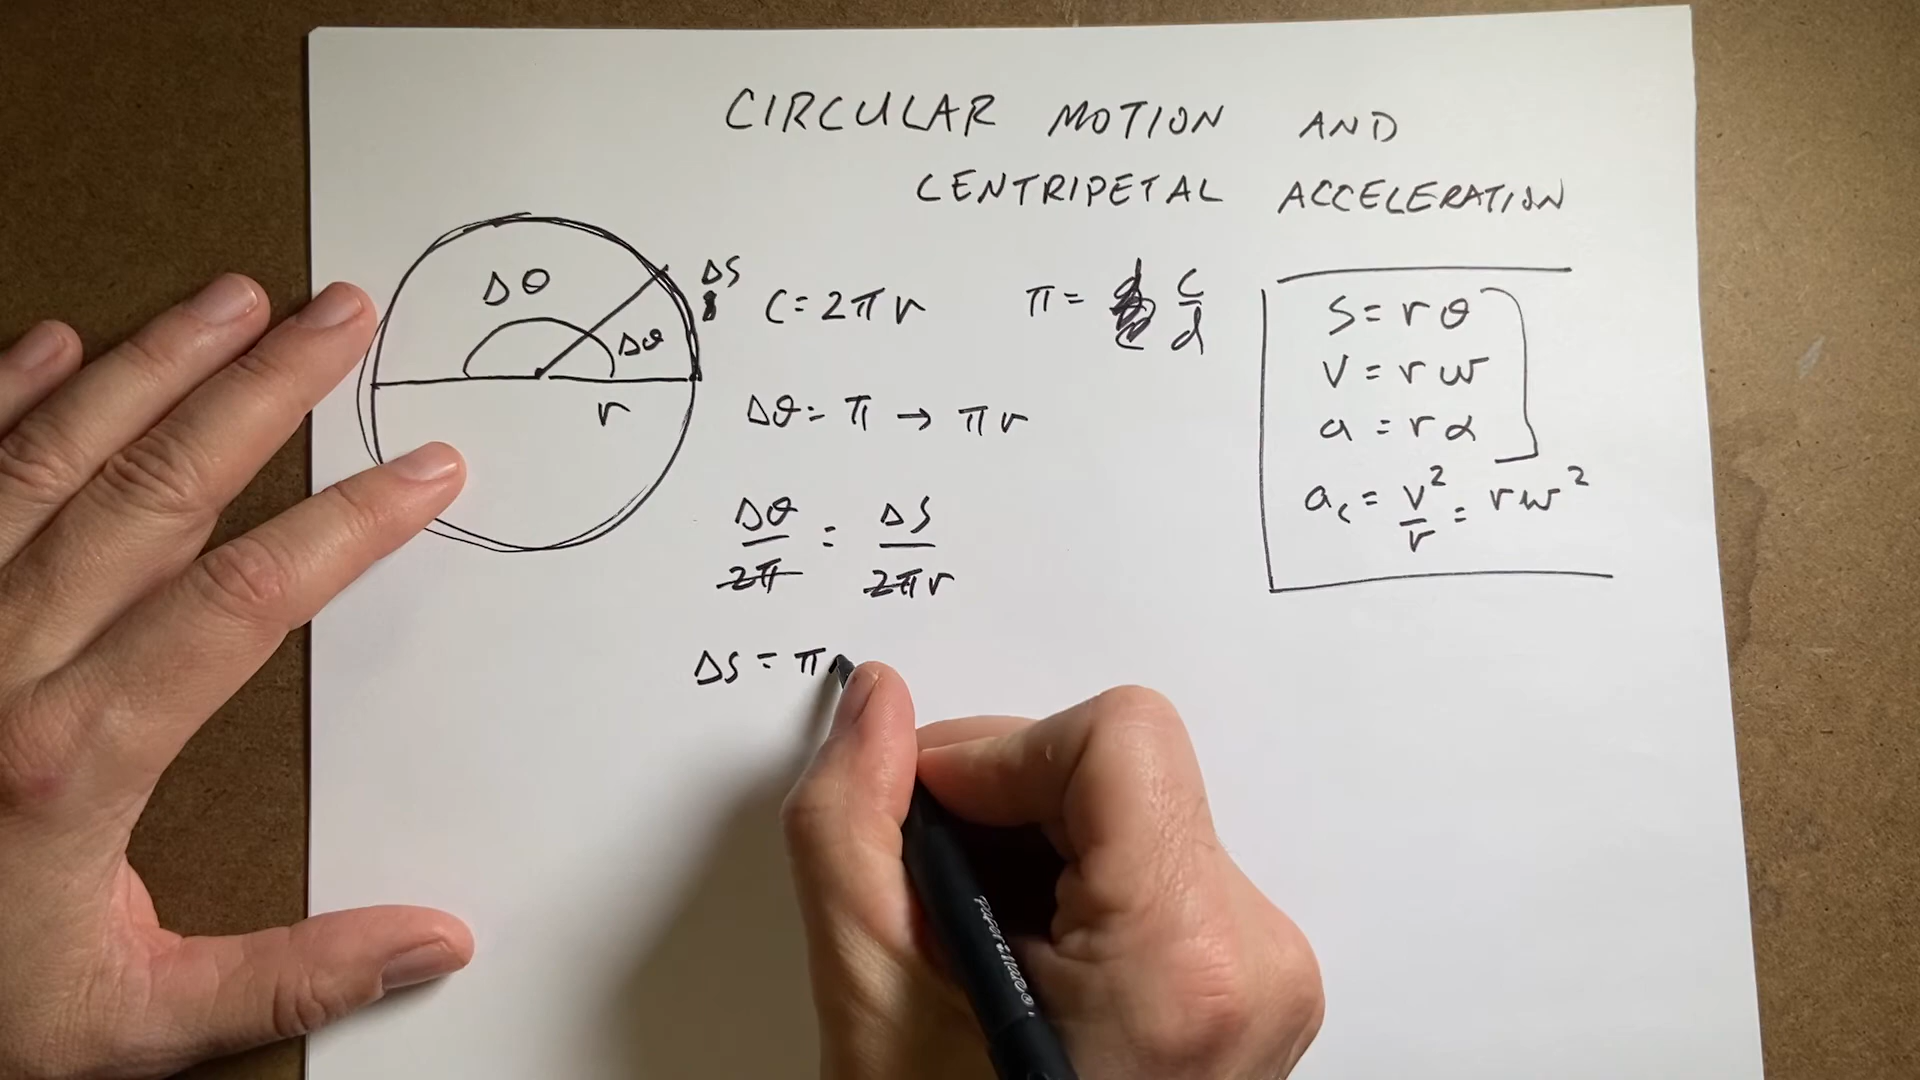 CIRCULAR MOTION AND
CENTRIPETAL ACCELERATION
Δθ
ΔS
Δθ
r
C = 2πr
π = c/d
Δθ = π → πr
Δθ/2π = ΔS/2πr
ΔS = π
S = rθ
V = rω
a = rα
a_c = v²/r = rω²